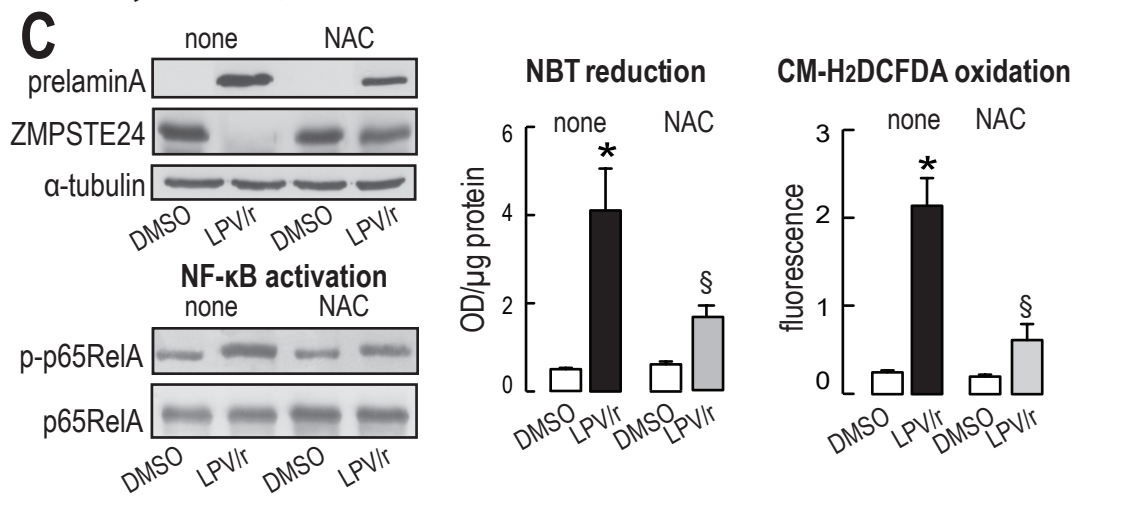 C
none NAC
prelaminA
ZMPSTE24
α-tubulin
DMSO LPV/r DMSO LPV/r
NF-κB activation
none NAC
p-p65RelA
p65RelA
DMSO LPV/r DMSO LPV/r
NBT reduction
none NAC
OD/µg protein
6
4
2
0
*
§
DMSO LPV/r DMSO LPV/r
CM-H2DCFDA oxidation
none NAC
fluorescence
3
2
1
0
*
§
DMSO LPV/r DMSO LPV/r